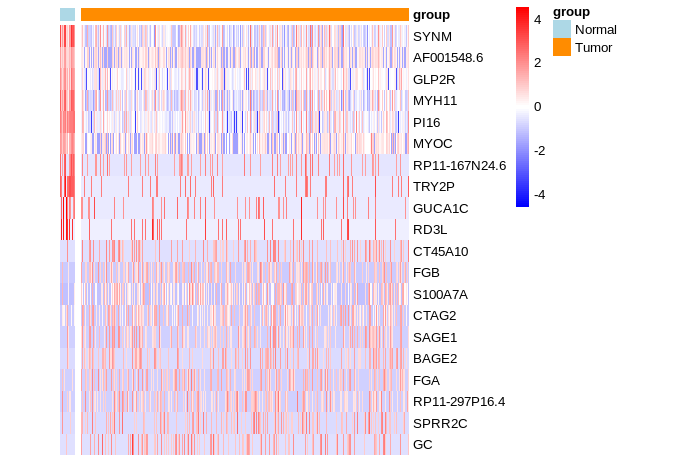 group
SYNM
AF001548.6
GLP2R
MYH11
PI16
MYOC
RP11-167N24.6
TRY2P
GUCA1C
RD3L
CT45A10
FGB
S100A7A
CTAG2
SAGE1
BAGE2
FGA
RP11-297P16.4
SPRR2C
GC
4
2
0
-2
-4
group
Normal
Tumor